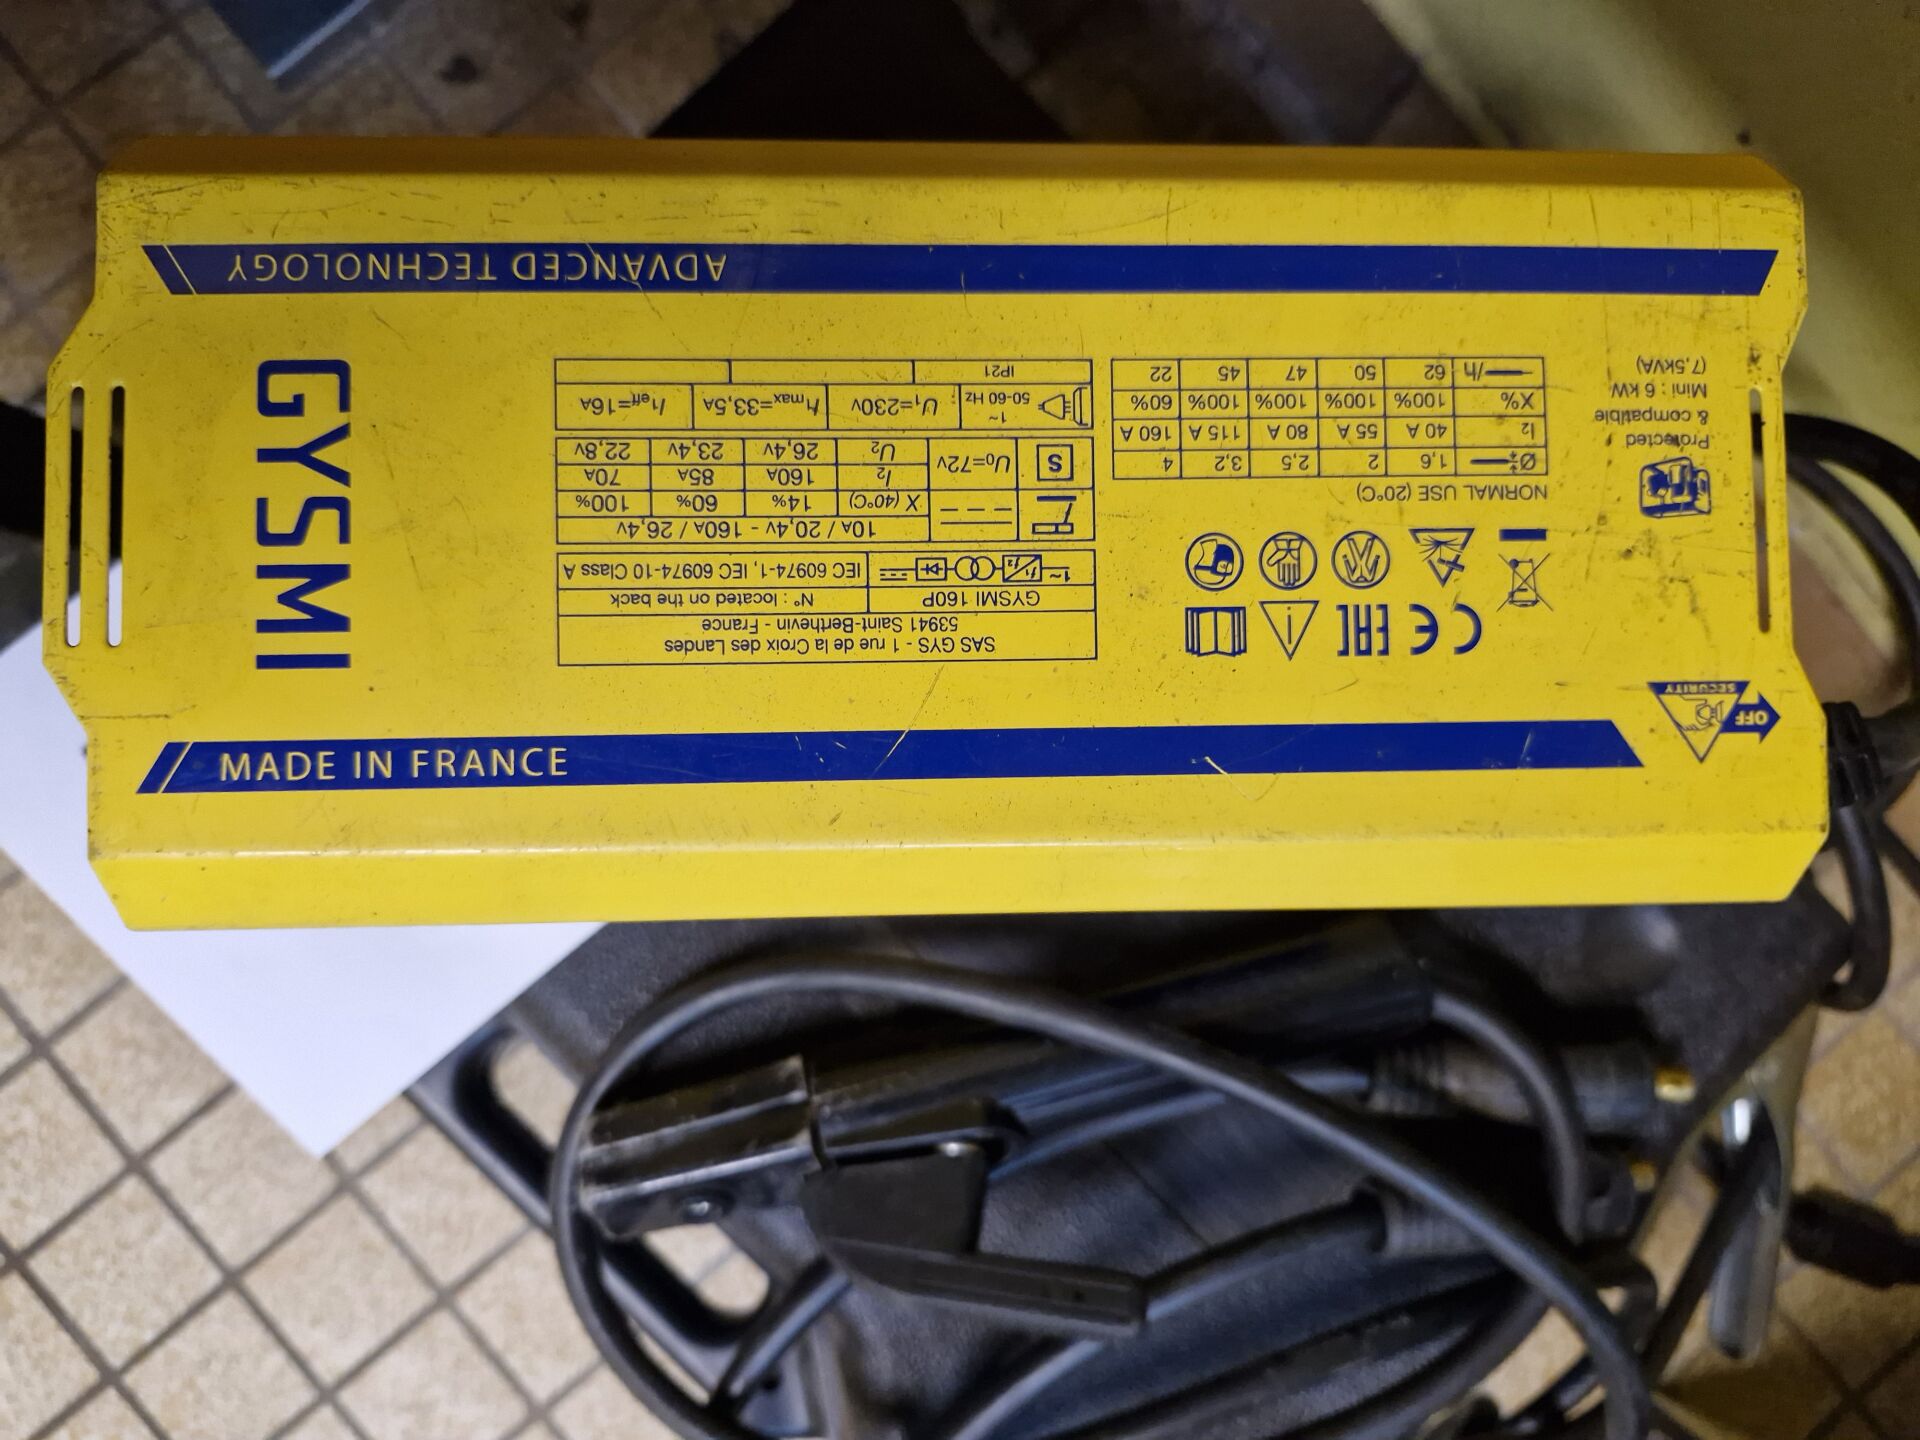 GYSMI
MADE IN FRANCE
ADVANCED TECHNOLOGY
OFF
SECURITY
CE EAC
i
SAS GYS - 1 rue de la Croix des Landes
53941 Saint-Berthevin - France
GYSMI 160P N° : located on the back
1~ f1 f2 IEC 60974-1, IEC 60974-10 Class A
10A / 20,4V - 160A / 26,4V
X (40°C) 14% 60% 100%
S U0=72V I2 160A 85A 70A
U2 26,4V 23,4V 22,8V
1~ 50-60 Hz U1=230V I1max=33,5A I1eff=16A
IP21
NORMAL USE (20°C)
Ø 1,6 2 2,5 3,2 4
I2 40 A 55 A 80 A 115 A 160 A
X% 100% 100% 100% 100% 60%
/h 62 50 47 45 22
Protected
& compatible
Mini : 6 kW
(7,5kVA)